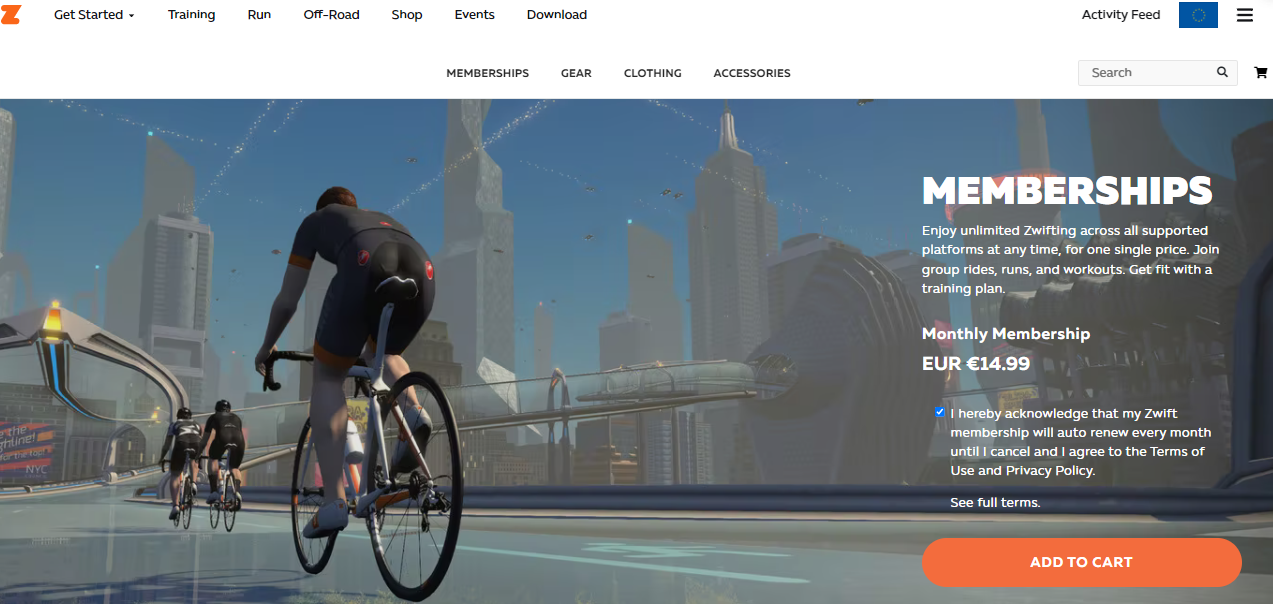 Get Started
Training
Run
Off-Road
Shop
Events
Download
Activity Feed
MEMBERSHIPS
GEAR
CLOTHING
ACCESSORIES
Search
MEMBERSHIPS
Enjoy unlimited Zwifting across all supported
platforms at any time, for one single price. Join
group rides, runs, and workouts. Get fit with a
training plan.
Monthly Membership
EUR €14.99
I hereby acknowledge that my Zwift
membership will auto renew every month
until I cancel and I agree to the Terms of
Use and Privacy Policy.
See full terms.
ADD TO CART
the
NYC